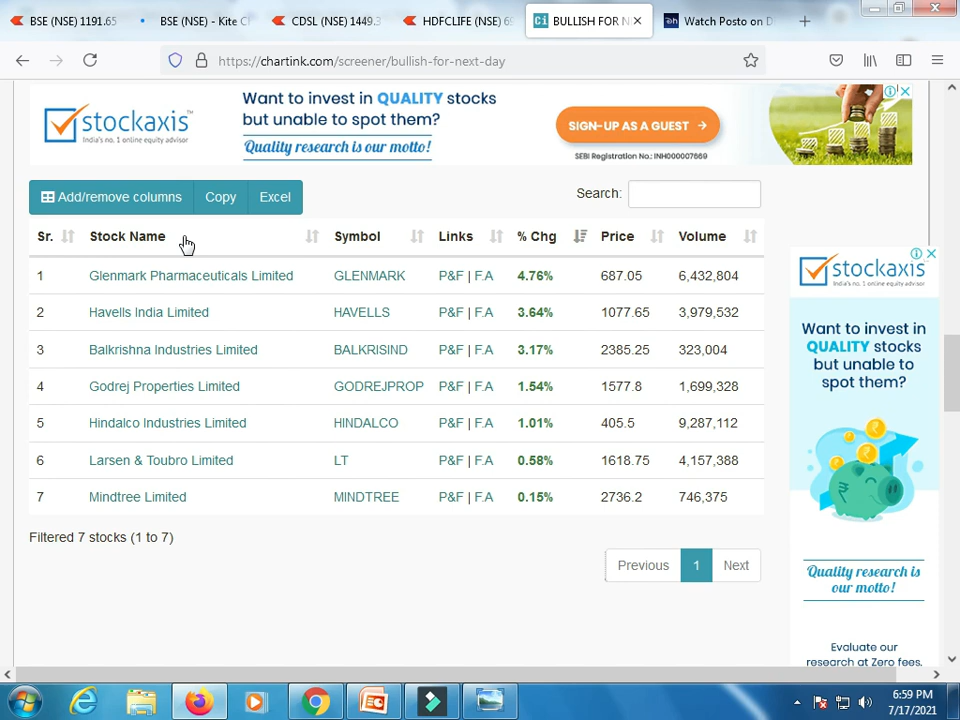 BSE (NSE) 1191.65
BSE (NSE) - Kite C
CDSL (NSE) 1449.3
HDFCLIFE (NSE) 6
BULLISH FOR N
Watch Posto on D
https://chartink.com/screener/bullish-for-next-day
stockaxis™
India's no. 1 online equity advisor
Want to invest in QUALITY stocks
but unable to spot them?
Quality research is our motto!
SIGN-UP AS A GUEST →
SEBI Registration No.: INH000007669
Add/remove columns Copy Excel
Search:
Sr. Stock Name Symbol Links % Chg Price Volume
1 Glenmark Pharmaceuticals Limited GLENMARK P&F | F.A 4.76% 687.05 6,432,804
2 Havells India Limited HAVELLS P&F | F.A 3.64% 1077.65 3,979,532
3 Balkrishna Industries Limited BALKRISIND P&F | F.A 3.17% 2385.25 323,004
4 Godrej Properties Limited GODREJPROP P&F | F.A 1.54% 1577.8 1,699,328
5 Hindalco Industries Limited HINDALCO P&F | F.A 1.01% 405.5 9,287,112
6 Larsen & Toubro Limited LT P&F | F.A 0.58% 1618.75 4,157,388
7 Mindtree Limited MINDTREE P&F | F.A 0.15% 2736.2 746,375
Filtered 7 stocks (1 to 7)
Previous 1 Next
stockaxis
India's no. 1 online equity advisor
Want to invest in
QUALITY stocks
but unable to
spot them?
Quality research is
our motto!
Evaluate our
research at Zero fees.
6:59 PM
7/17/2021